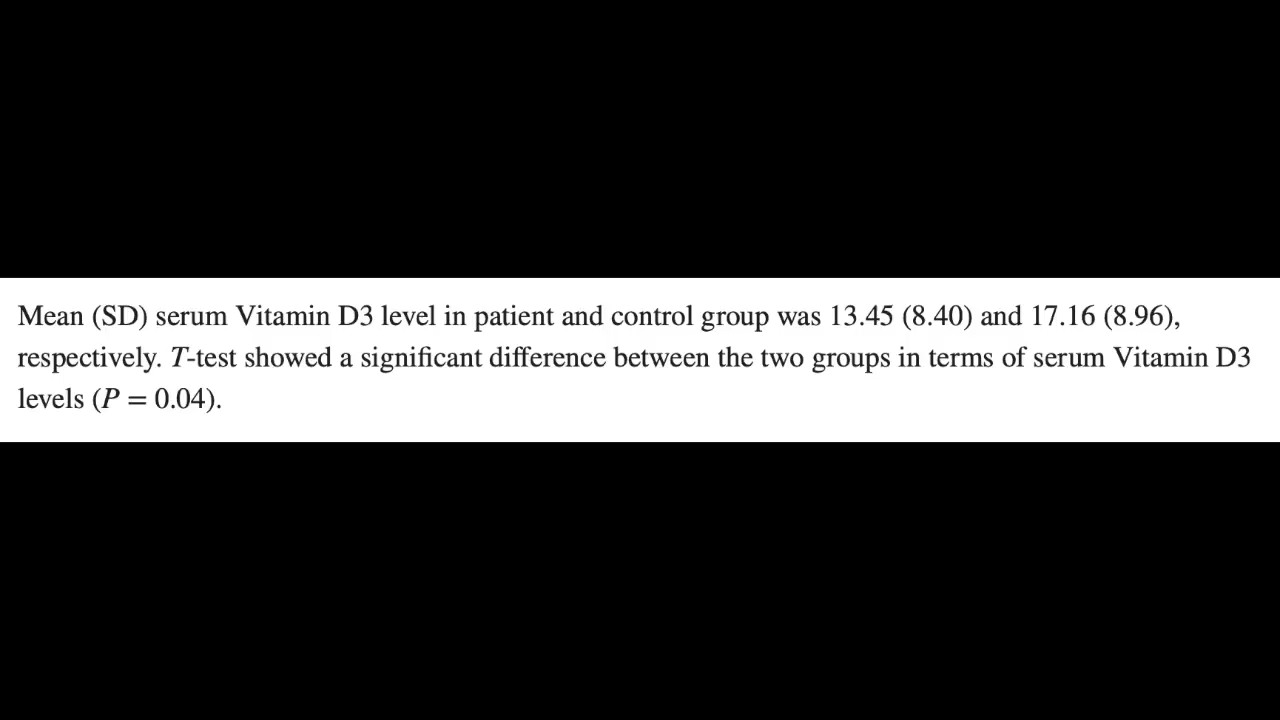 Mean (SD) serum Vitamin D3 level in patient and control group was 13.45 (8.40) and 17.16 (8.96),
respectively. T-test showed a significant difference between the two groups in terms of serum Vitamin D3
levels (P = 0.04).